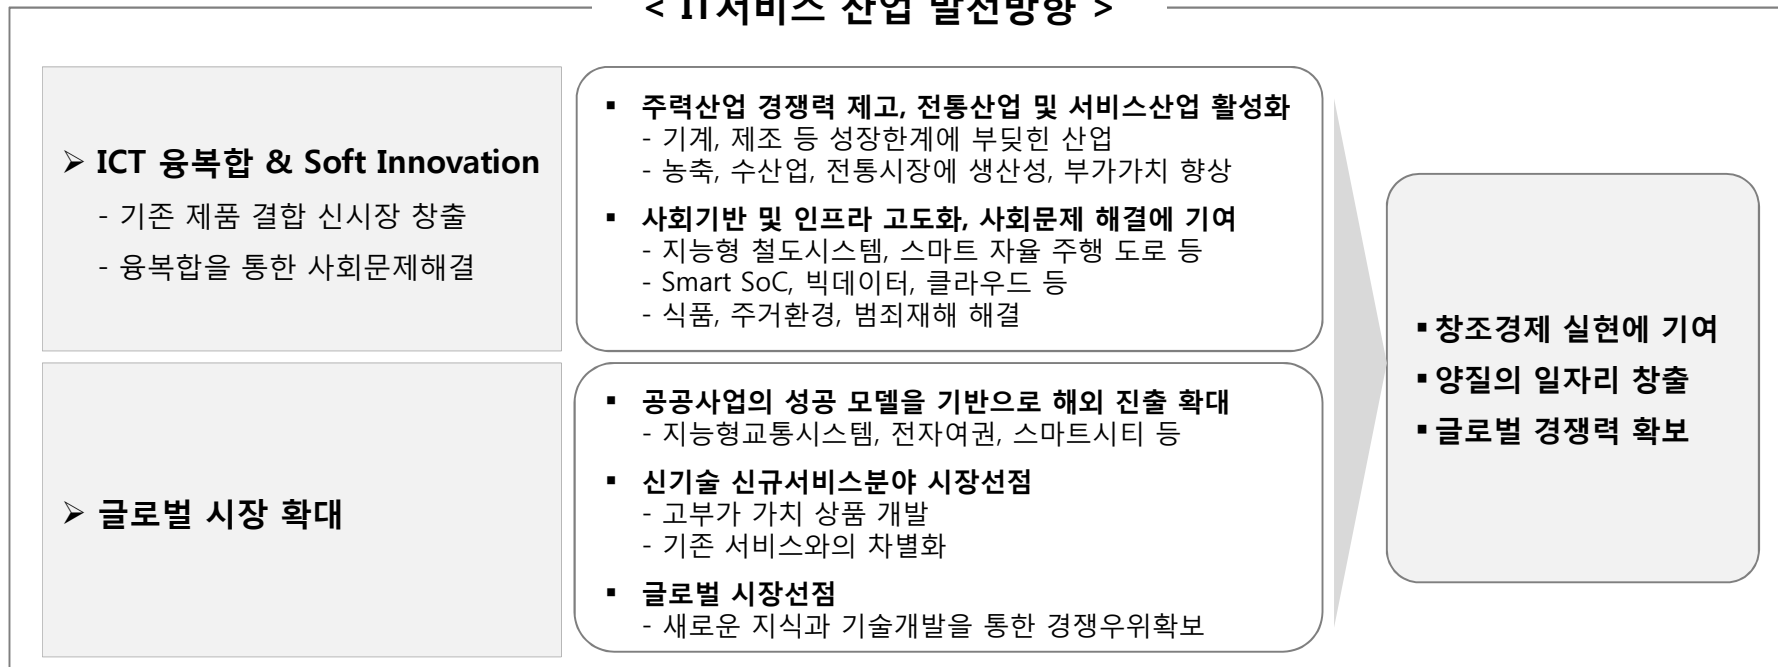 < IT서비스 산업 발전방향 >
➢ ICT 융복합 & Soft Innovation
- 기존 제품 결합 신시장 창출
- 융복합을 통한 사회문제해결
▪ 주력산업 경쟁력 제고, 전통산업 및 서비스산업 활성화
- 기계, 제조 등 성장한계에 부딪힌 산업
- 농축, 수산업, 전통시장에 생산성, 부가가치 향상
▪ 사회기반 및 인프라 고도화, 사회문제 해결에 기여
- 지능형 철도시스템, 스마트 자율 주행 도로 등
- Smart SoC, 빅데이터, 클라우드 등
- 식품, 주거환경, 범죄재해 해결
➢ 글로벌 시장 확대
▪ 공공사업의 성공 모델을 기반으로 해외 진출 확대
- 지능형교통시스템, 전자여권, 스마트시티 등
▪ 신기술 신규서비스분야 시장선점
- 고부가 가치 상품 개발
- 기존 서비스와의 차별화
▪ 글로벌 시장선점
- 새로운 지식과 기술개발을 통한 경쟁우위확보
▪ 창조경제 실현에 기여
▪ 양질의 일자리 창출
▪ 글로벌 경쟁력 확보